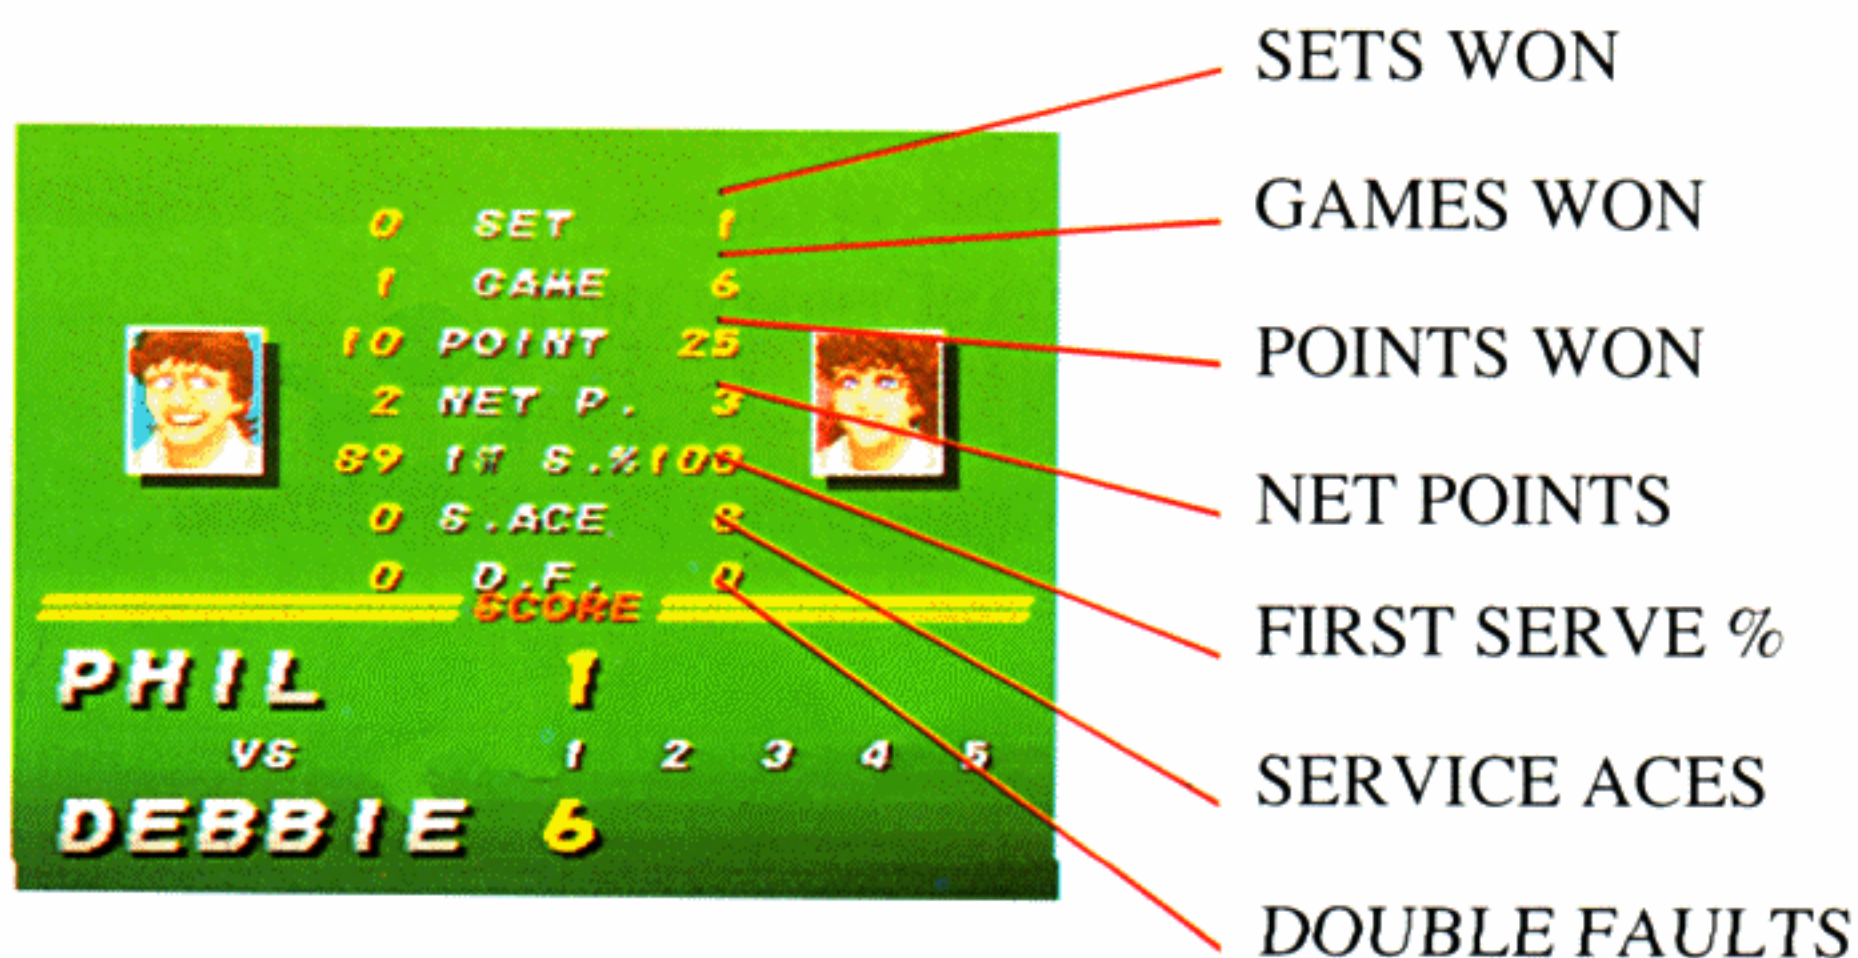 SETS WON
GAMES WON
POINTS WON
NET POINTS
FIRST SERVE %
SERVICE ACES
DOUBLE FAULTS
0 SET 1
1 GAME 6
10 POINT 25
2 NET P. 3
89 1st S.% 100
0 S.ACE
0 D.F. 0
SCORE
PHIL 1
VS 1 2 3 4 5
DEBBIE 6